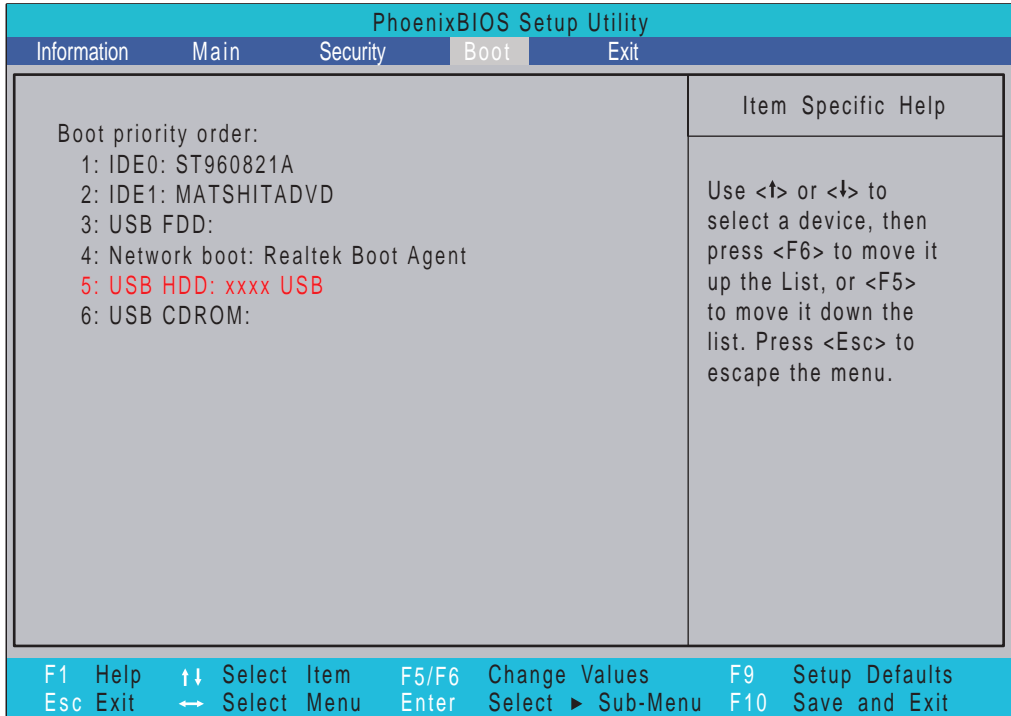 PhoenixBIOS Setup Utility
Information Main Security Boot Exit
Boot priority order:
1: IDE0: ST960821A
2: IDE1: MATSHITADVD
3: USB FDD:
4: Network boot: Realtek Boot Agent
5: USB HDD: xxxx USB
6: USB CDROM:
Item Specific Help
Use <↑> or <↓> to
select a device, then
press <F6> to move it
up the List, or <F5>
to move it down the
list. Press <Esc> to
escape the menu.
F1 Help ↑↓ Select Item F5/F6 Change Values F9 Setup Defaults
Esc Exit ↔ Select Menu Enter Select ► Sub-Menu F10 Save and Exit